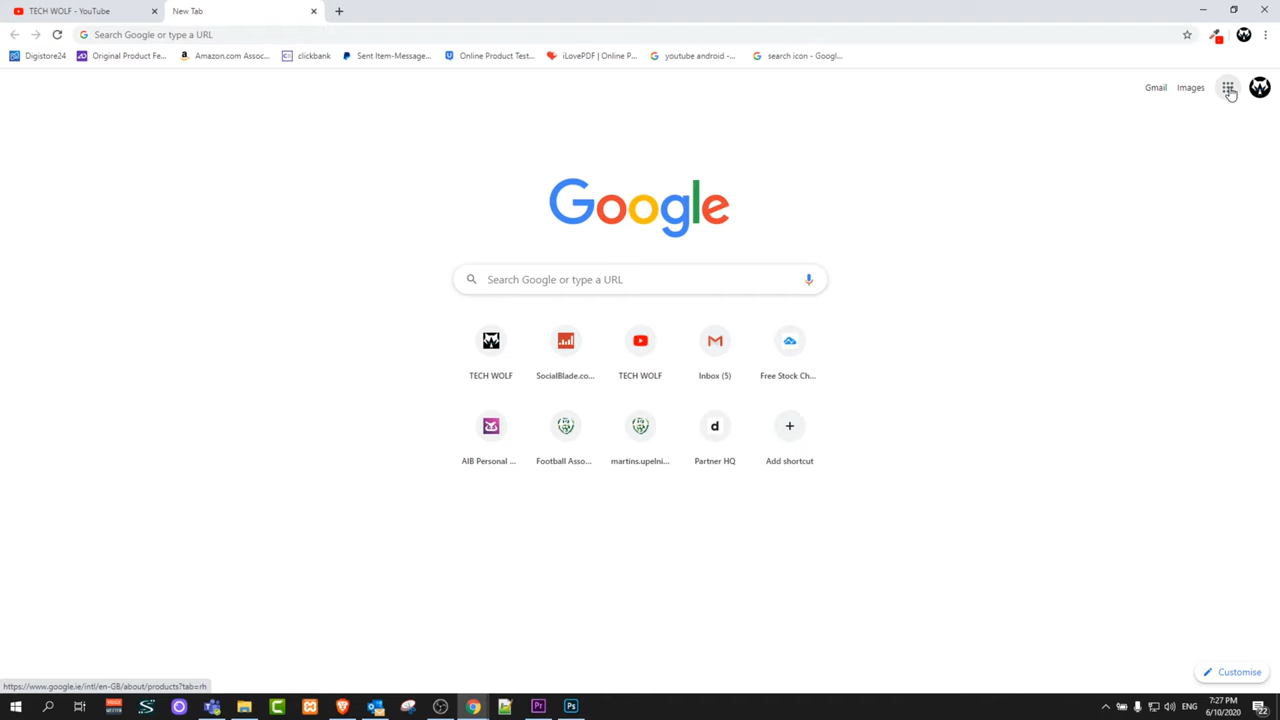 TECH WOLF - YouTube
New Tab
Search Google or type a URL
Digistore24
Original Product Fe...
Amazon.com Assoc...
clickbank
Sent Item-Message...
Online Product Test...
iLovePDF | Online P...
youtube android -...
search icon - Googl...
Gmail
Images
Google
Search Google or type a URL
TECH WOLF
SocialBlade.co...
TECH WOLF
Inbox (5)
Free Stock Ch...
AIB Personal ...
Football Asso...
martins.upelni...
d
Partner HQ
Add shortcut
Customise
https://www.google.ie/intl/en-GB/about/products?tab=rh
Pr
Ps
ENG
7:27 PM
6/10/2020
22